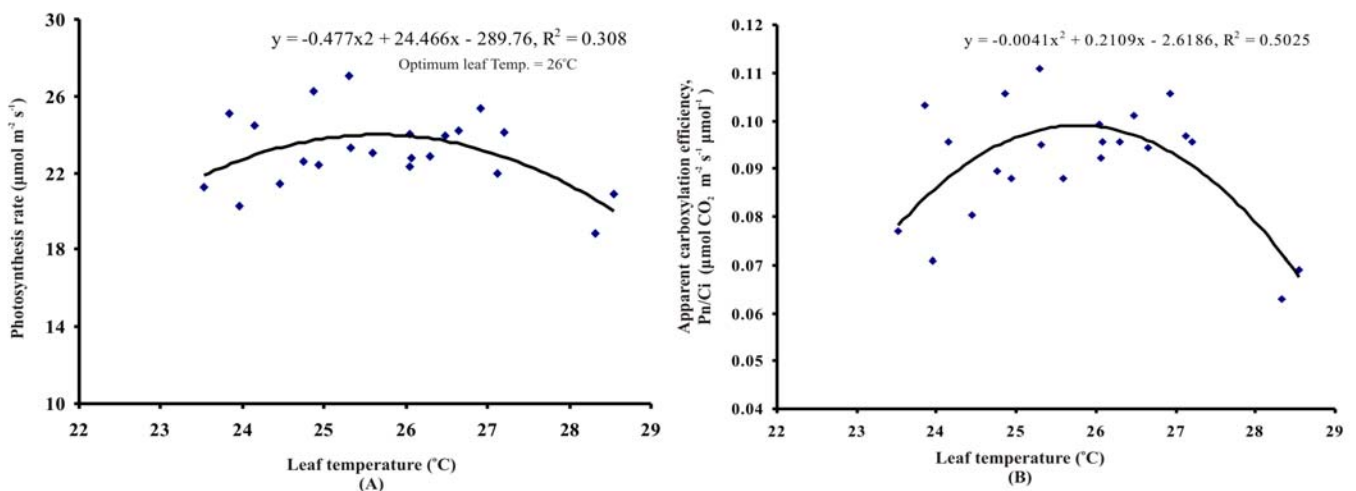 y = -0.477x2 + 24.466x - 289.76, R² = 0.308
Optimum leaf Temp. = 26°C
Photosynthesis rate (µmol m⁻² s⁻¹)
30
26
22
18
14
10
22 24 23 25 26 28 28 29
Leaf temperature (°C)
(A)
y = -0.0041x² + 0.2109x - 2.6186, R² = 0.5025
Apparent carboxylation efficiency,
Pn/Ci (µmol CO₂ m⁻² s⁻¹ µmol⁻¹)
0.12
0.11
0.10
0.09
0.08
0.07
0.06
0.05
0.04
22 23 24 25 26 27 28 29
Leaf temperature (°C)
(B)